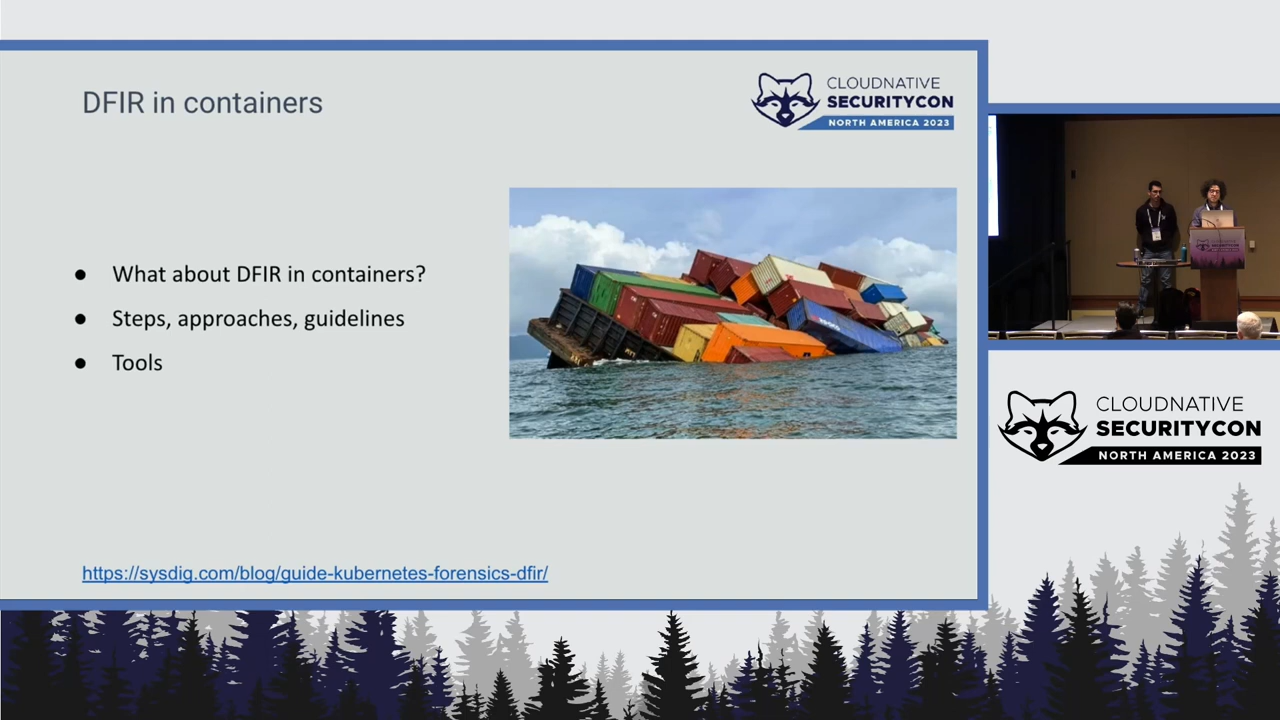 DFIR in containers
CLOUDNATIVE
SECURITYCON
NORTH AMERICA 2023
● What about DFIR in containers?
● Steps, approaches, guidelines
● Tools
https://sysdig.com/blog/guide-kubernetes-forensics-dfir/
CLOUDNATIVE
SECURITYCON
NORTH AMERICA 2023